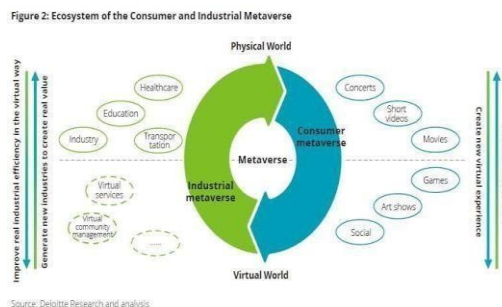 Figure 2: Ecosystem of the Consumer and Industrial Metaverse
Physical World
Improve real industrial efficiency in the virtual way
Generate new industries to create real value
Healthcare
Education
Industry
Transpor
tation
Virtual
services
Virtual
community
management
......
Industrial
metaverse
Metaverse
Consumer
metaverse
Concerts
Short
videos
Movies
Games
Art shows
Social
Create new virtual experience
Virtual World
Source: Deloitte Research and analysis